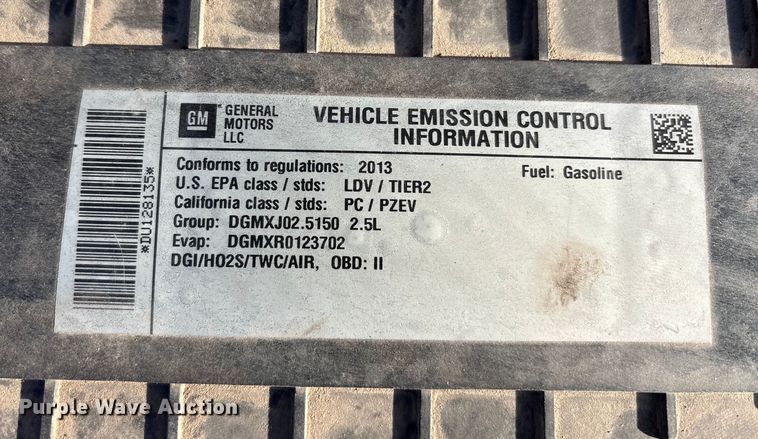 GM
GENERAL
MOTORS
LLC
VEHICLE EMISSION CONTROL
INFORMATION
*DU128135*
Conforms to regulations: 2013
Fuel: Gasoline
U.S. EPA class / stds: LDV / TIER2
California class / stds: PC / PZEV
Group: DGMXJ02.5150 2.5L
Evap: DGMXR0123702
DGI/HO2S/TWC/AIR, OBD: II
Purple Wave Auction